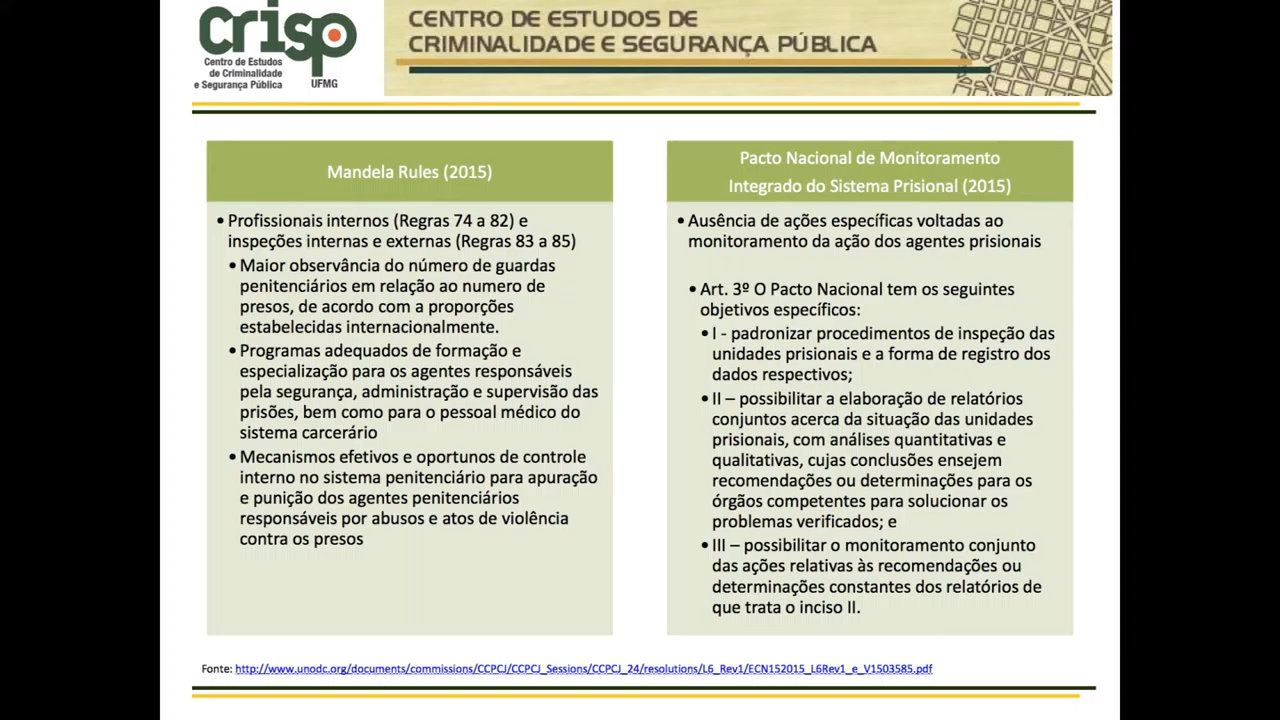 crisp
Centro de Estudos
de Criminalidade
e Segurança Pública
UFMG
CENTRO DE ESTUDOS DE
CRIMINALIDADE E SEGURANÇA PÚBLICA
Mandela Rules (2015)
• Profissionais internos (Regras 74 a 82) e
inspeções internas e externas (Regras 83 a 85)
• Maior observância do número de guardas
penitenciários em relação ao numero de
presos, de acordo com a proporções
estabelecidas internacionalmente.
• Programas adequados de formação e
especialização para os agentes responsáveis
pela segurança, administração e supervisão das
prisões, bem como para o pessoal médico do
sistema carcerário
• Mecanismos efetivos e oportunos de controle
interno no sistema penitenciário para apuração
e punição dos agentes penitenciários
responsáveis por abusos e atos de violência
contra os presos
Pacto Nacional de Monitoramento
Integrado do Sistema Prisional (2015)
• Ausência de ações específicas voltadas ao
monitoramento da ação dos agentes prisionais
• Art. 3º O Pacto Nacional tem os seguintes
objetivos específicos:
• I - padronizar procedimentos de inspeção das
unidades prisionais e a forma de registro dos
dados respectivos;
• II – possibilitar a elaboração de relatórios
conjuntos acerca da situação das unidades
prisionais, com análises quantitativas e
qualitativas, cujas conclusões ensejem
recomendações ou determinações para os
órgãos competentes para solucionar os
problemas verificados; e
• III – possibilitar o monitoramento conjunto
das ações relativas às recomendações ou
determinações constantes dos relatórios de
que trata o inciso II.
Fonte: http://www.unodc.org/documents/commissions/CCPCJ/CCPCJ_Sessions/CCPCJ_24/resolutions/L6_Rev1/ECN152015_L6Rev1_e_V1503585.pdf